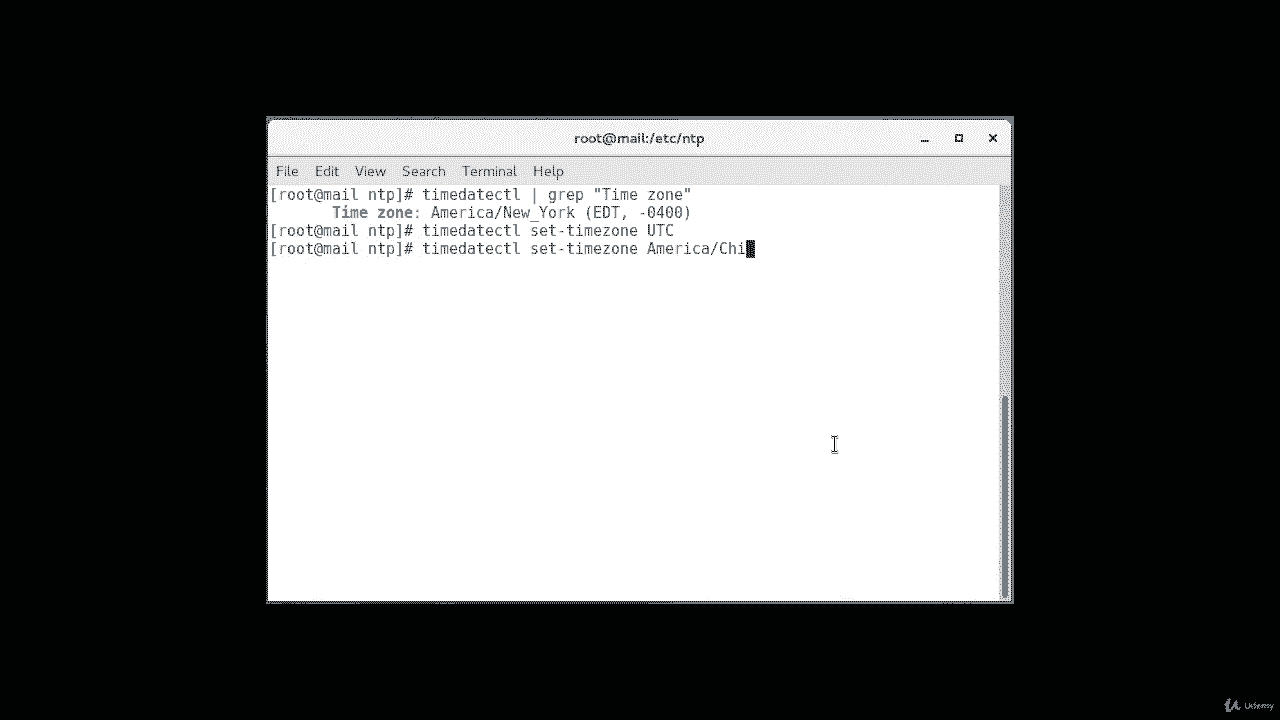 root@mail:/etc/ntp
File Edit View Search Terminal Help
[root@mail ntp]# timedatectl | grep "Time zone"
Time zone: America/New_York (EDT, -0400)
[root@mail ntp]# timedatectl set-timezone UTC
[root@mail ntp]# timedatectl set-timezone America/Chi
Udemy